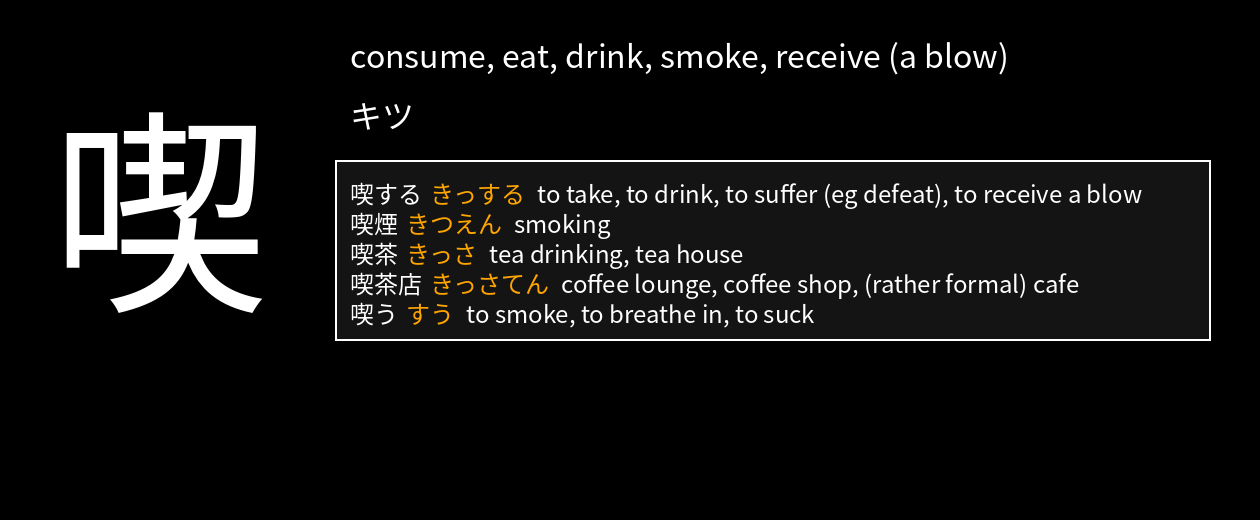 喫
consume, eat, drink, smoke, receive (a blow)
キツ
喫する きっする to take, to drink, to suffer (eg defeat), to receive a blow
喫煙 きつえん smoking
喫茶 きっさ tea drinking, tea house
喫茶店 きっさてん coffee lounge, coffee shop, (rather formal) cafe
喫う すう to smoke, to breathe in, to suck